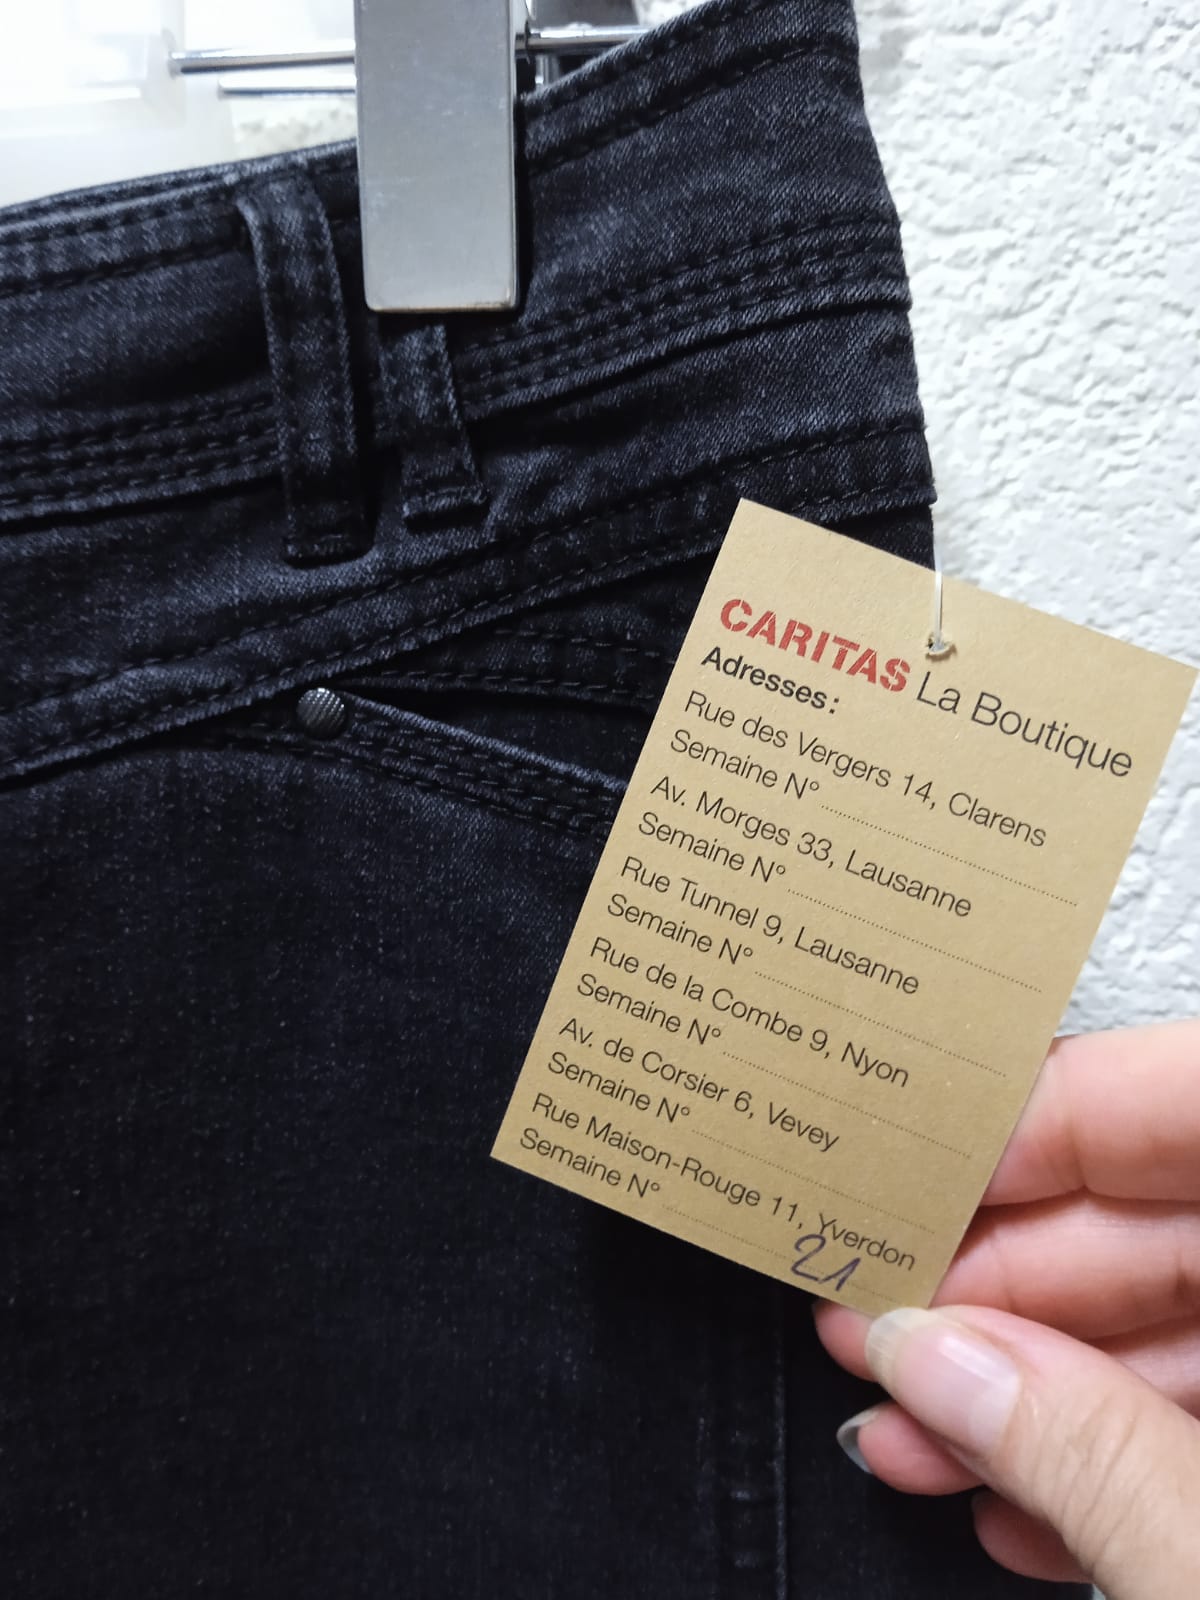 CARITAS La Boutique
Adresses:
Rue des Vergers 14, Clarens
Semaine N°
Av. Morges 33, Lausanne
Semaine N°
Rue Tunnel 9, Lausanne
Semaine N°
Rue de la Combe 9, Nyon
Semaine N°
Av. de Corsier 6, Vevey
Semaine N°
Rue Maison-Rouge 11, Yverdon
Semaine N° 21